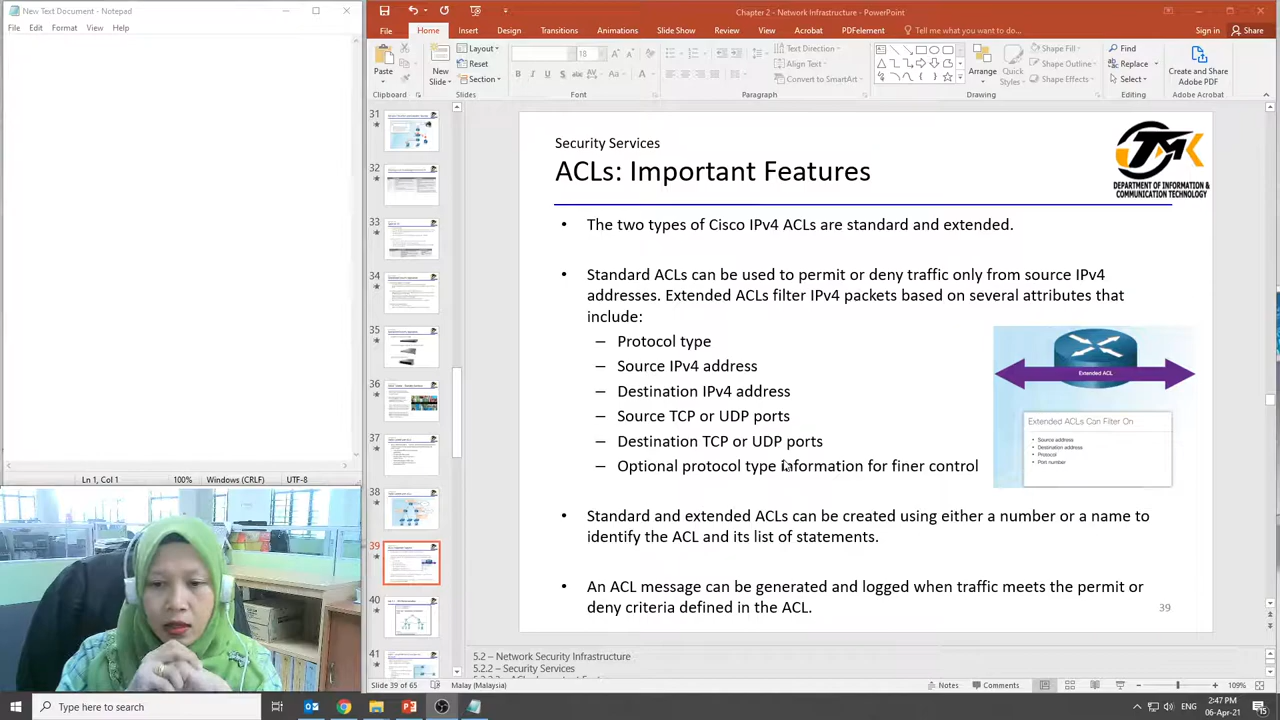 New Text Document - Notepad
File Edit Format View Help
Ln 1, Col 1 100% Windows (CRLF) UTF-8
Chapter 2 - Network Infrastructure - PowerPoint
File Home Insert Design Transitions Animations Slide Show Review View Acrobat PDFelement Tell me what you want to do... Sign in Share
Paste
Clipboard
New
Slide
Layout
Reset
Section
Slides
18
Font
Text Direction
Align Text
Convert to SmartArt
Paragraph
Arrange
Quick
Styles
Shape Fill
Shape Outline
Shape Effects
Drawing
Find
Replace
Select
Editing
Create and Share
Adobe PDF
Adobe Acrobat
31
32
33
34
35
36
37
38
39
40
41
Security Services
ACLs: Important Features
DEPARTMENT OF INFORMATION &
COMMUNICATION TECHNOLOGY
• The two types of Cisco IPv4 ACLs are standard and extended.
• Standard ACLs can be used to permit or deny traffic only from source IPv4
addresses. Extended ACLs filter IPv4 packets based on several attributes that
include:
– Protocol type
– Source IPv4 address
– Destination IPv4 address
– Source TCP or UDP ports
– Destination TCP or UDP ports
– Optional protocol type information for finer control
Extended ACL
Extended ACLs Can Filter On
• Source address
• Destination address
• Protocol
• Port number
• Standard and extended ACLs can be created using either a number or a name to
identify the ACL and its list of statements.
• An ACL message can be generated and logged when traffic meets the permit or
deny criteria defined in the ACL.
39
5.2 – Network Security Infrastructure
5.2.2 – Security Services
Slide 39 of 65 Malay (Malaysia) Notes Comments 109%
Type here to search
2:47 PM
06-Apr-21